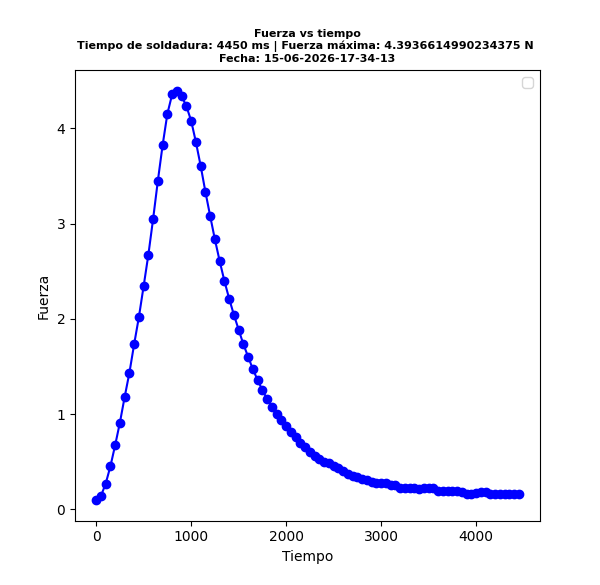 Fuerza vs tiempo
Tiempo de soldadura: 4450 ms | Fuerza máxima: 4.3936614990234375 N
Fecha: 15-06-2026-17-34-13
4
3
2
1
0
Fuerza
0 1000 2000 3000 4000
Tiempo